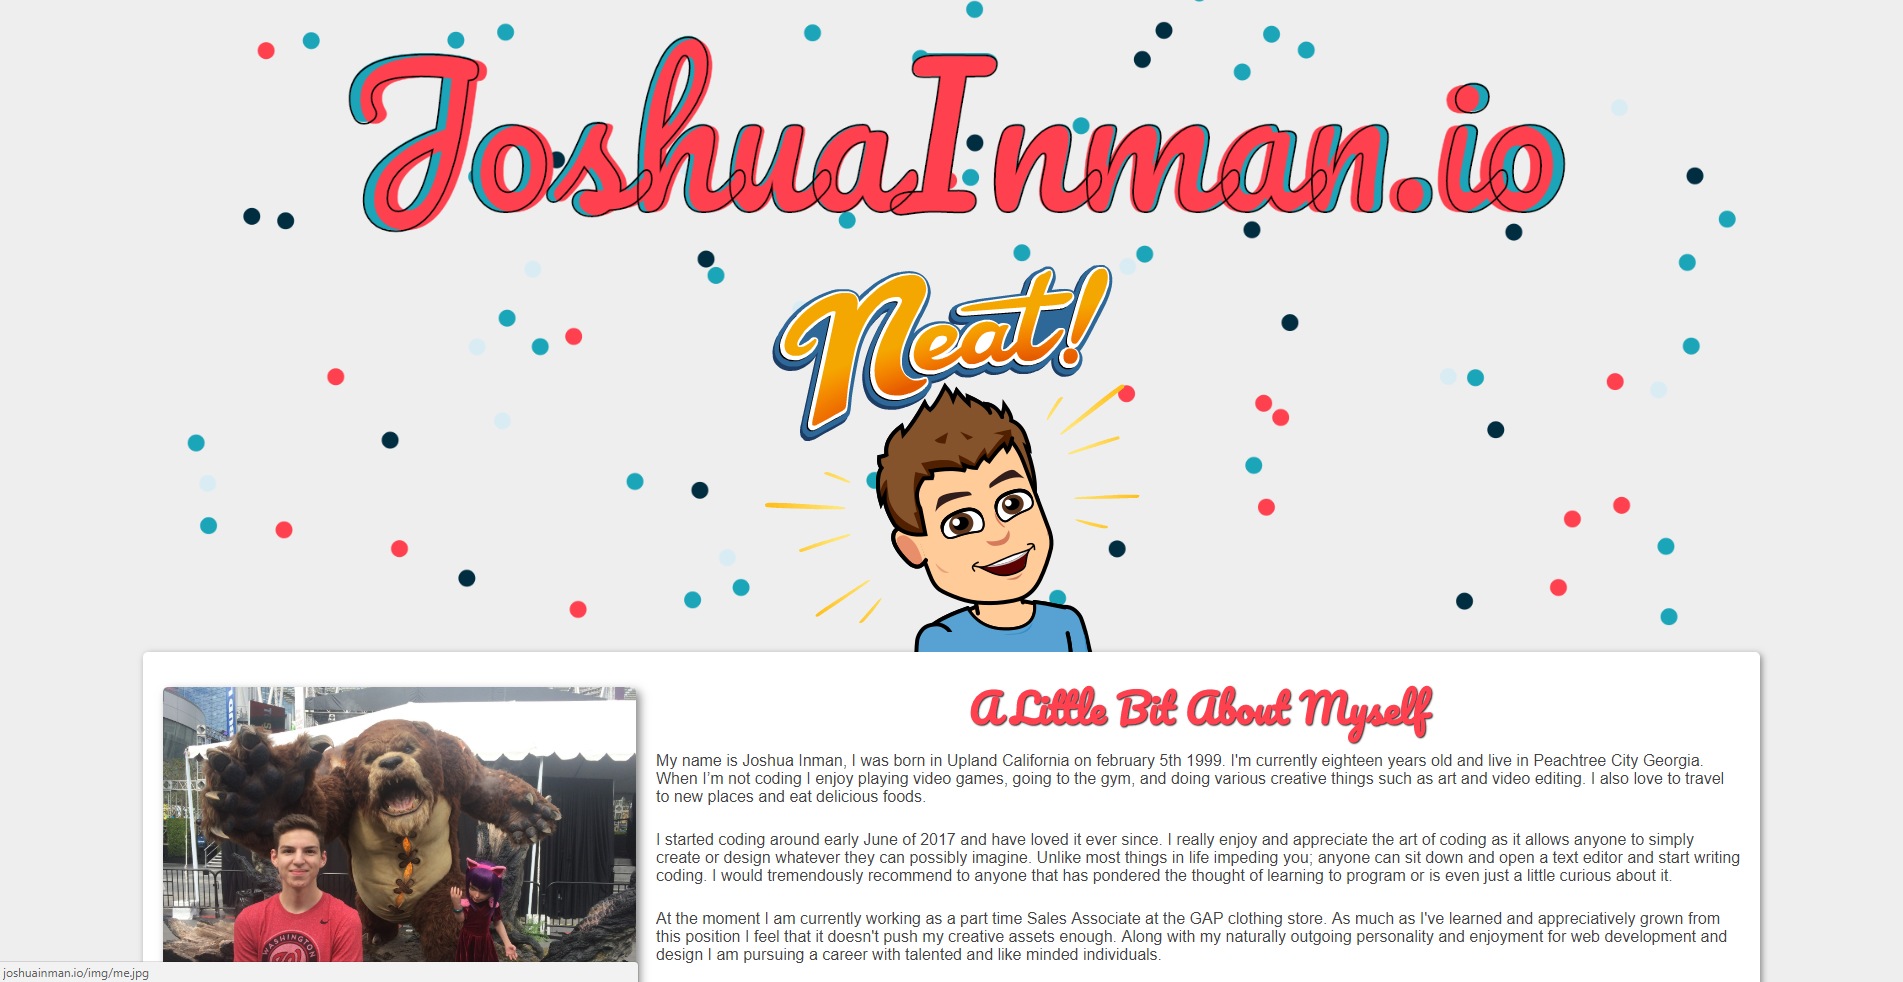 JoshuaInman.io
Neat!
A Little Bit About Myself
My name is Joshua Inman, I was born in Upland California on february 5th 1999. I'm currently eighteen years old and live in Peachtree City Georgia.
When I’m not coding I enjoy playing video games, going to the gym, and doing various creative things such as art and video editing. I also love to travel
to new places and eat delicious foods.
I started coding around early June of 2017 and have loved it ever since. I really enjoy and appreciate the art of coding as it allows anyone to simply
create or design whatever they can possibly imagine. Unlike most things in life impeding you; anyone can sit down and open a text editor and start writing
coding. I would tremendously recommend to anyone that has pondered the thought of learning to program or is even just a little curious about it.
At the moment I am currently working as a part time Sales Associate at the GAP clothing store. As much as I've learned and appreciatively grown from
this position I feel that it doesn't push my creative assets enough. Along with my naturally outgoing personality and enjoyment for web development and
design I am pursuing a career with talented and like minded individuals.
WASHINGTON
joshuainman.io/img/me.jpg